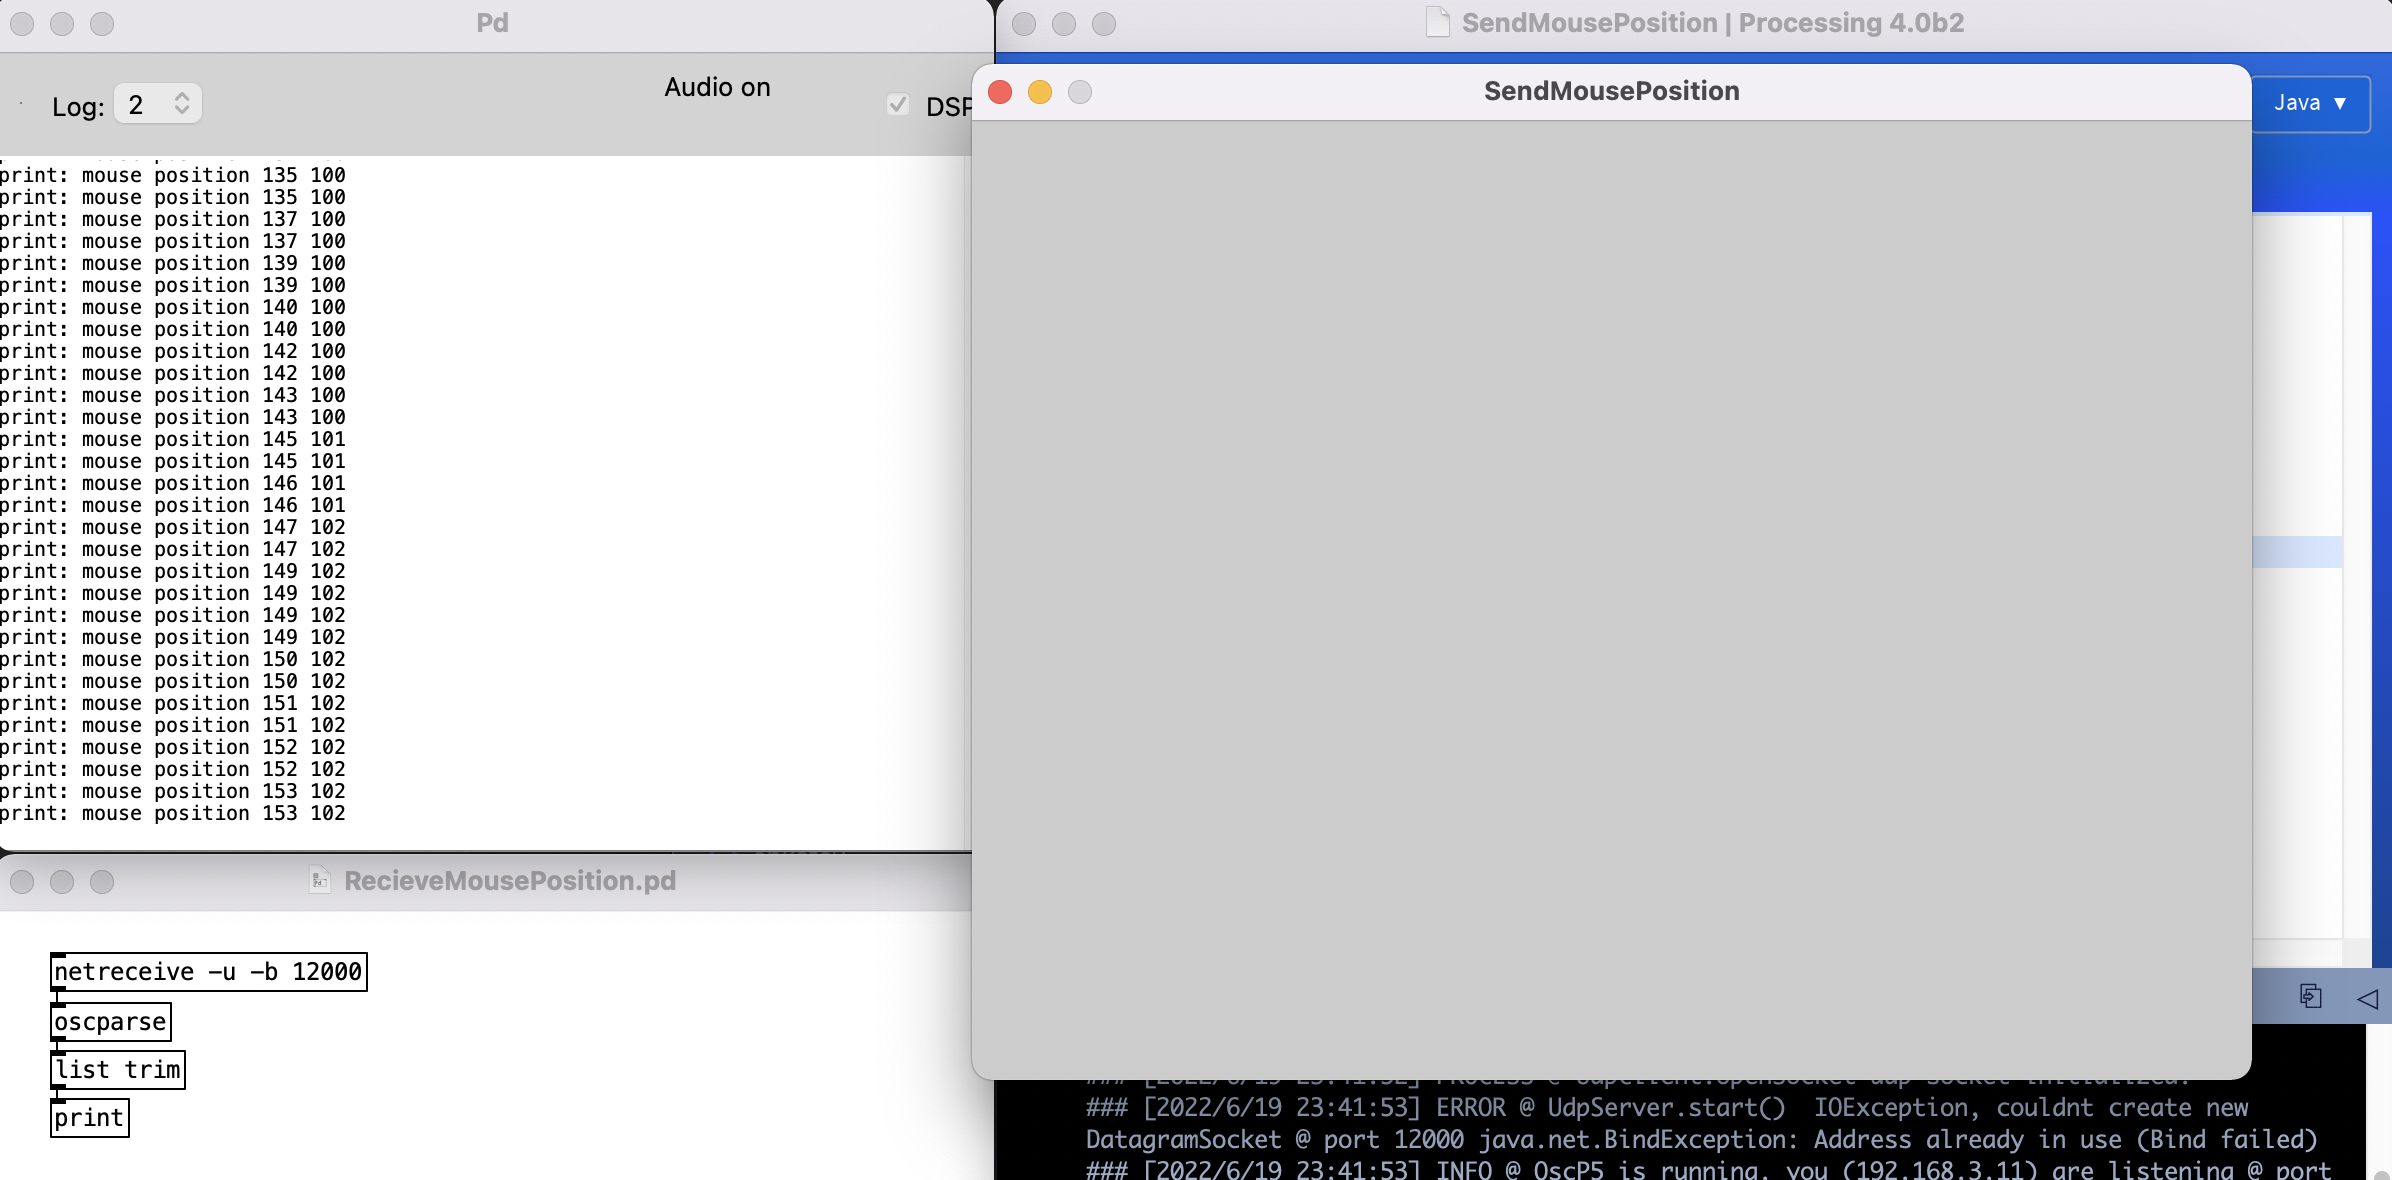 Pd
Log: 2
Audio on
DSP
print: mouse position 135 100
print: mouse position 135 100
print: mouse position 137 100
print: mouse position 137 100
print: mouse position 139 100
print: mouse position 139 100
print: mouse position 140 100
print: mouse position 140 100
print: mouse position 142 100
print: mouse position 142 100
print: mouse position 143 100
print: mouse position 143 100
print: mouse position 145 101
print: mouse position 145 101
print: mouse position 146 101
print: mouse position 146 101
print: mouse position 147 102
print: mouse position 147 102
print: mouse position 149 102
print: mouse position 149 102
print: mouse position 149 102
print: mouse position 149 102
print: mouse position 150 102
print: mouse position 150 102
print: mouse position 151 102
print: mouse position 151 102
print: mouse position 152 102
print: mouse position 152 102
print: mouse position 153 102
print: mouse position 153 102
RecieveMousePosition.pd
netreceive -u -b 12000
oscparse
list trim
print
SendMousePosition | Processing 4.0b2
SendMousePosition
Java
### [2022/6/19 23:41:53] ERROR @ UdpServer.start()  IOException, couldnt create new
DatagramSocket @ port 12000 java.net.BindException: Address already in use (Bind failed)
### [2022/6/19 23:41:53] INFO @ OscP5 is running. you (192.168.3.11) are listening @ port